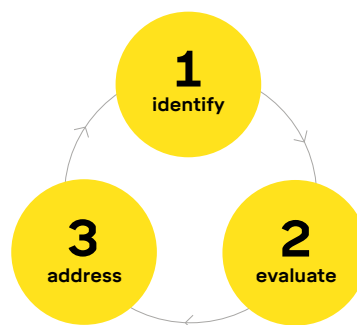 1
identify
2
evaluate
3
address